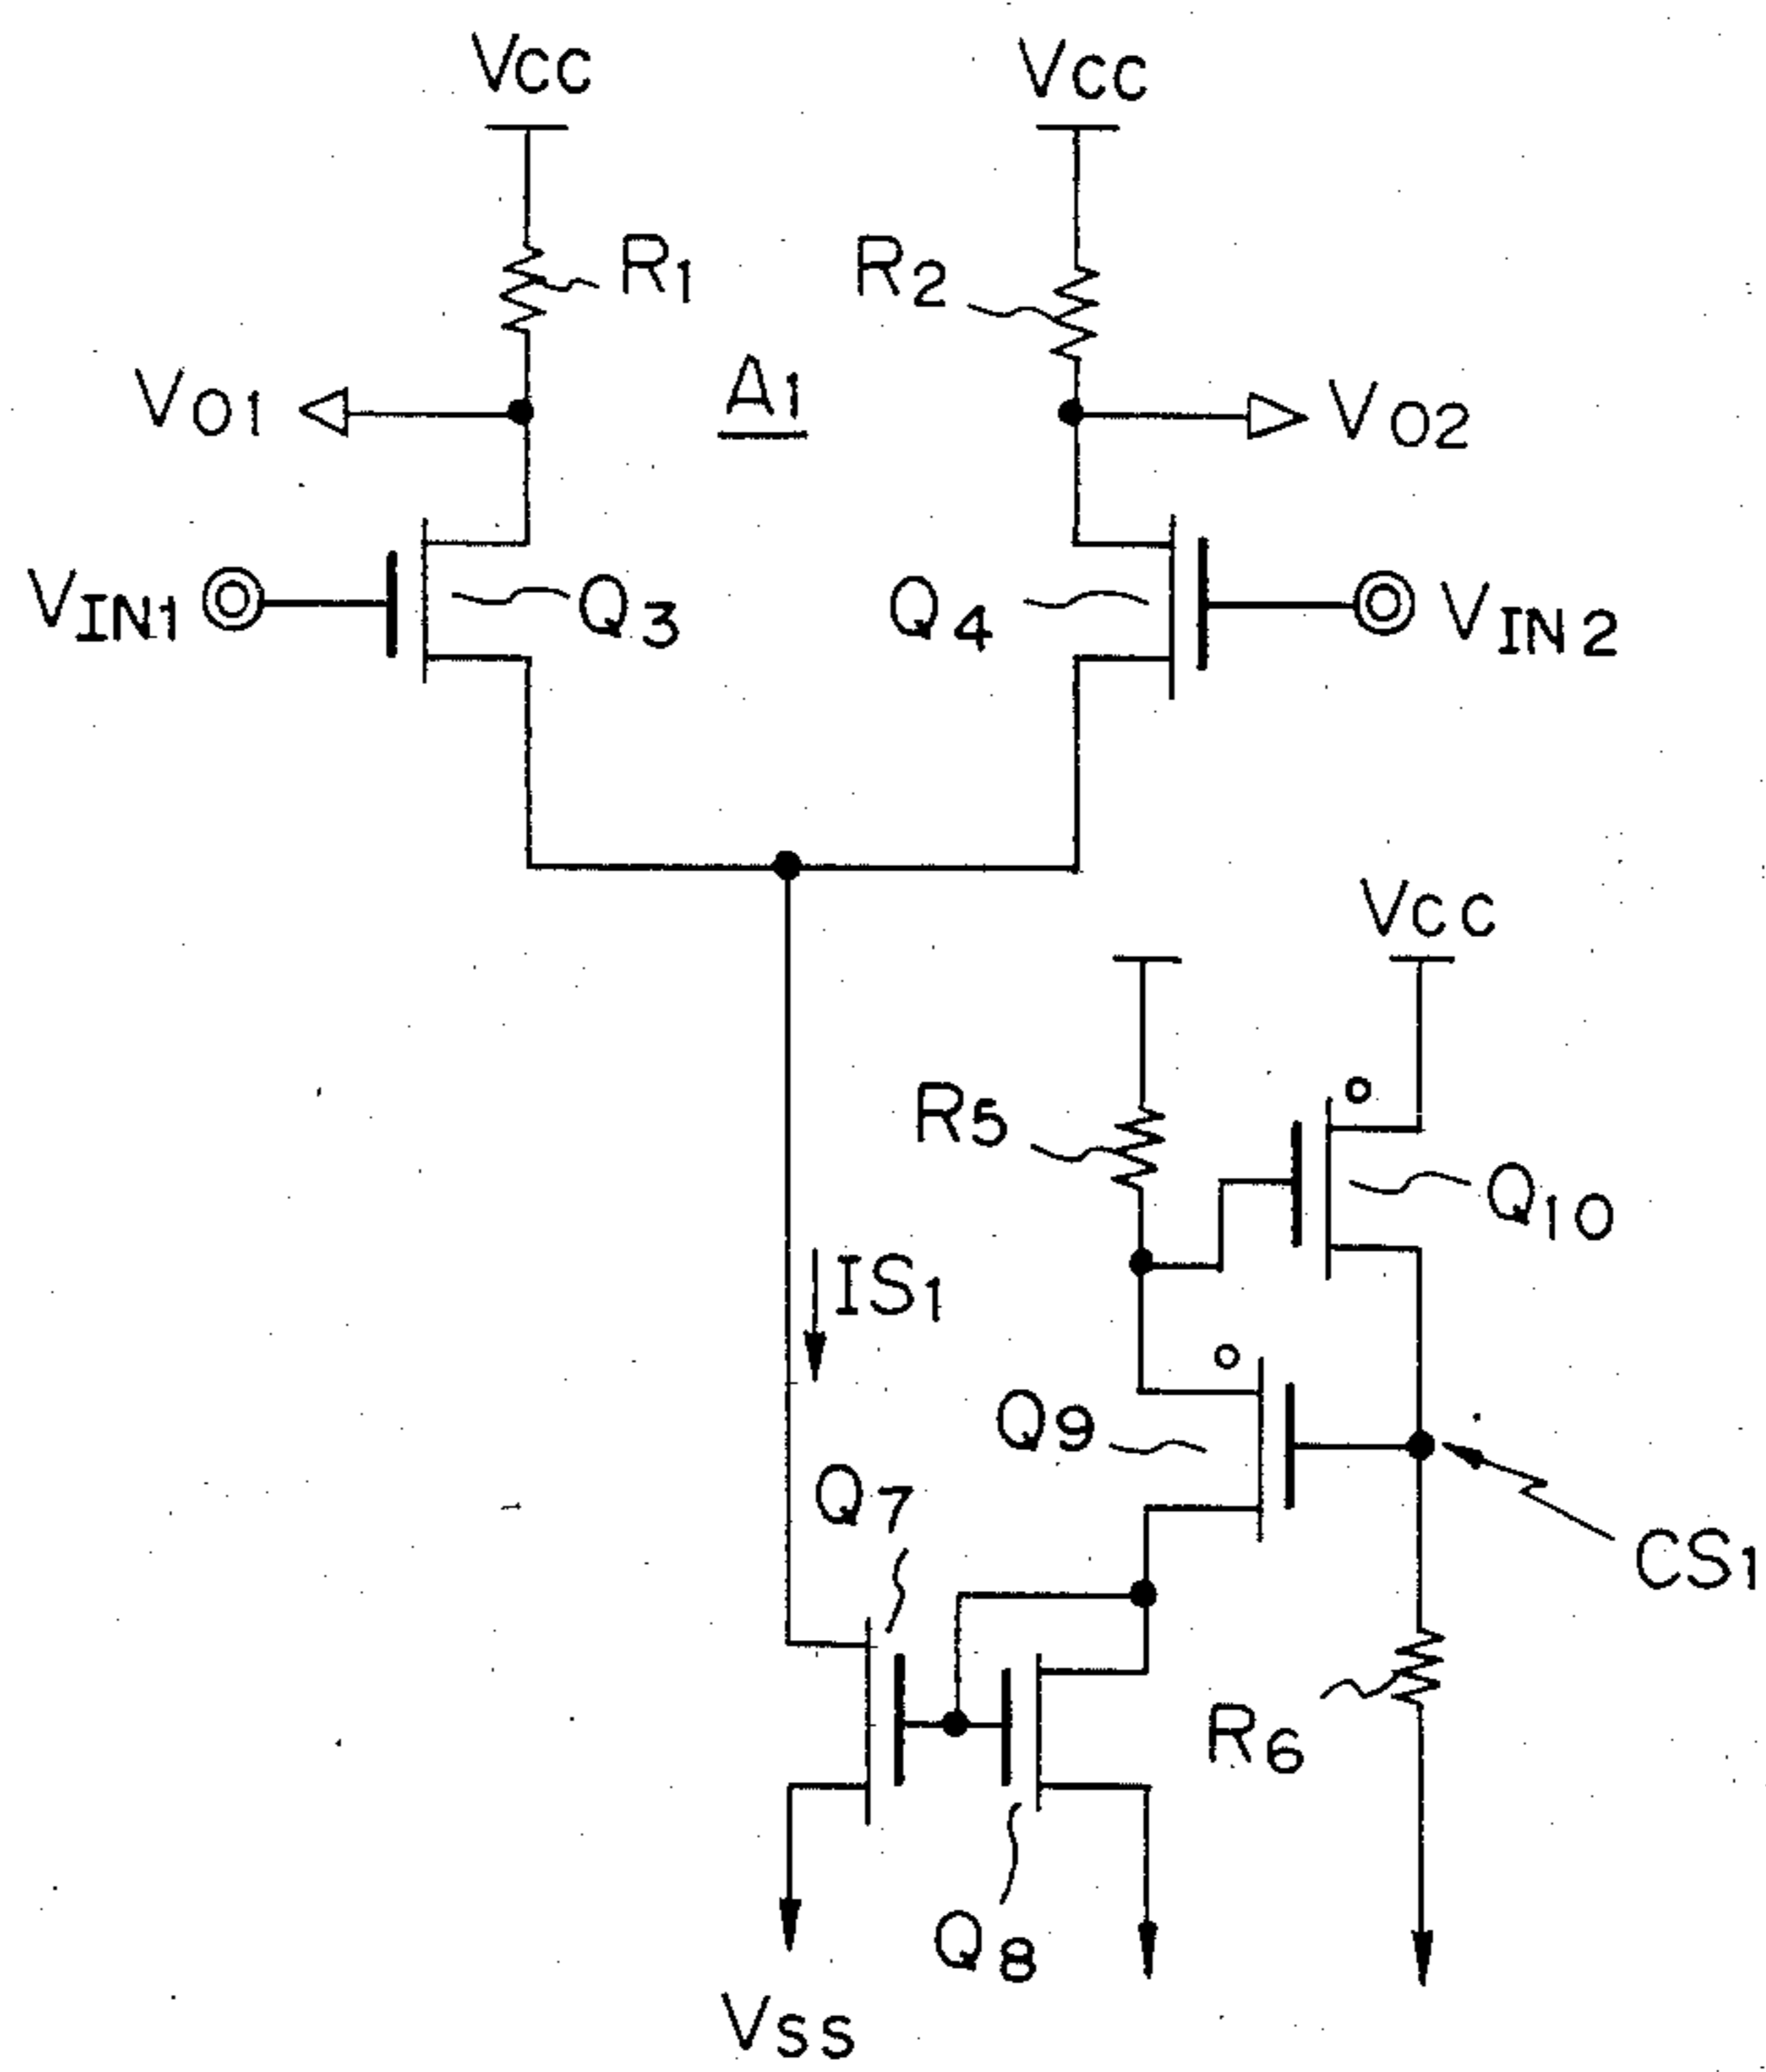 Vcc
Vcc
R1
R2
A1
VO1
VO2
VIN1
Q3
Q4
VIN2
Vcc
R5
Q10
IS1
Q9
Q7
CS1
R6
Q8
Vss